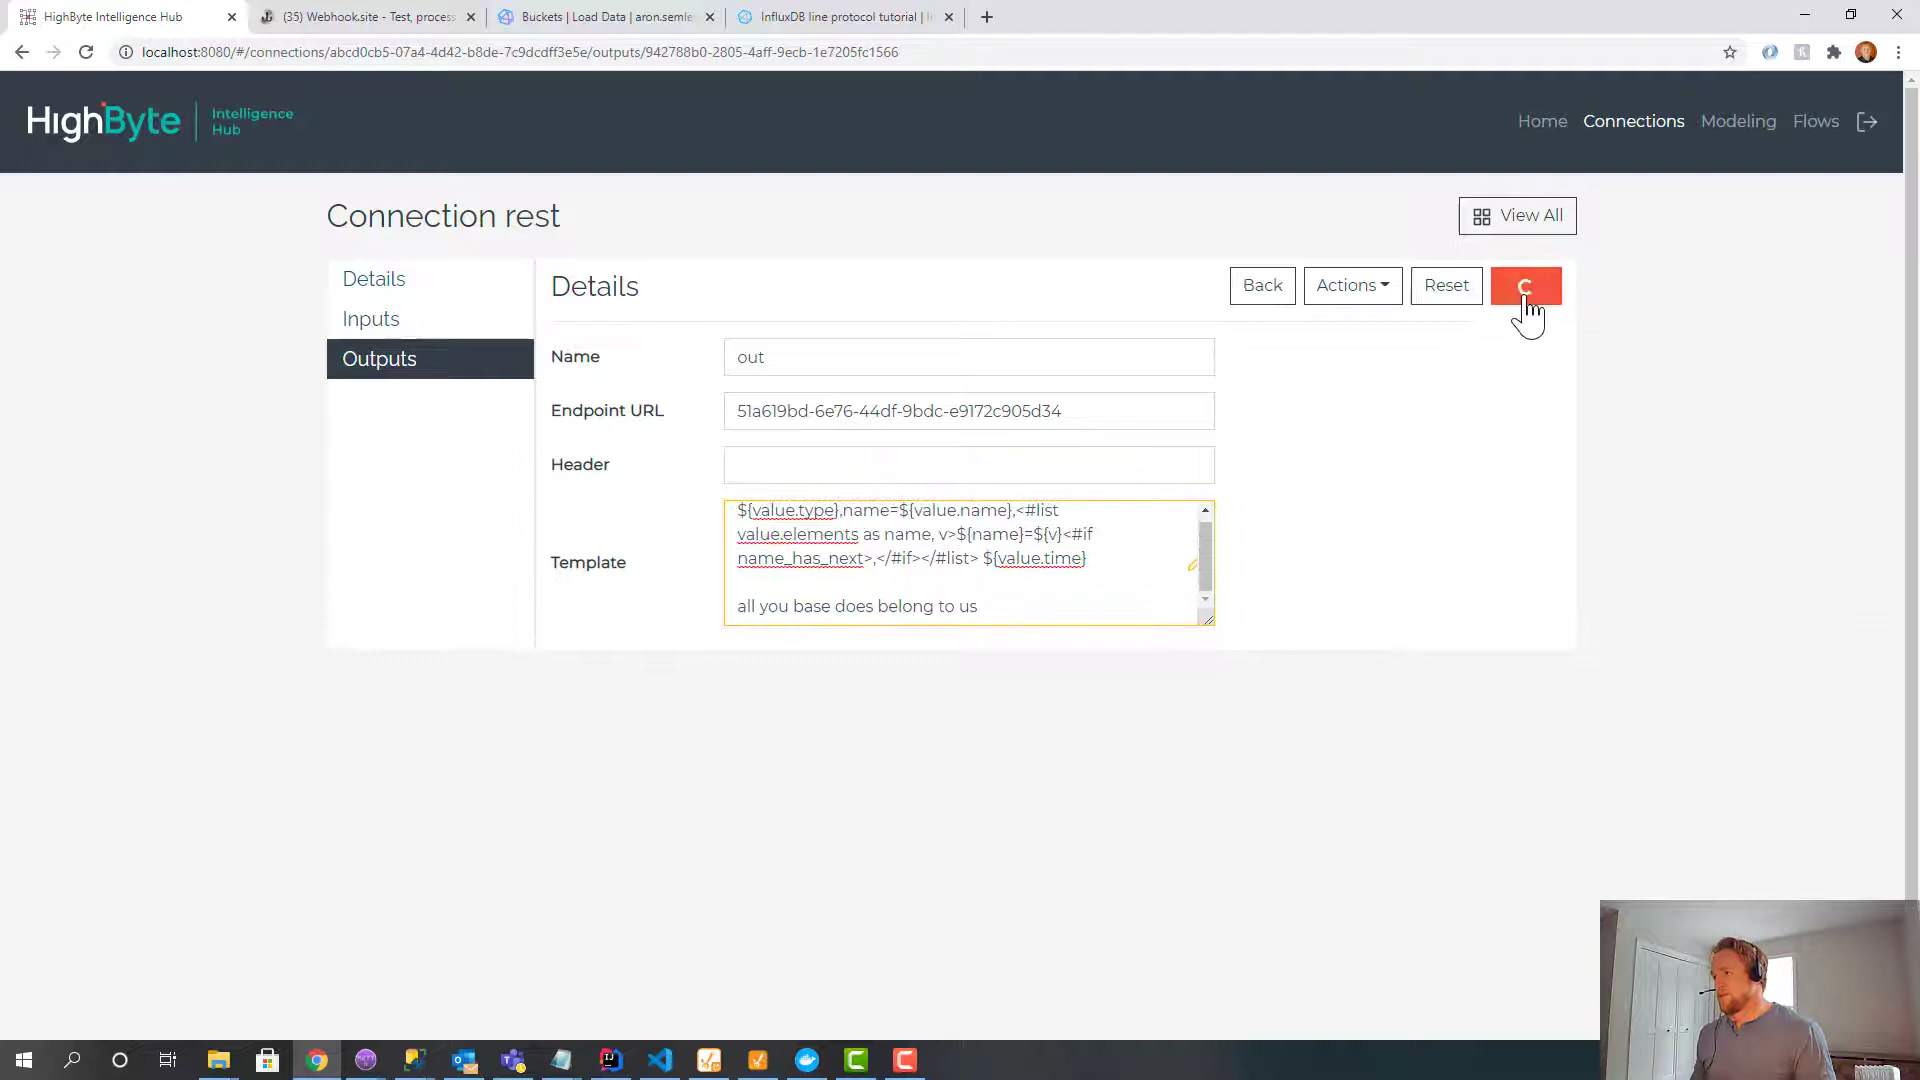 HighByte Intelligence Hub
(35) Webhook.site - Test, process
Buckets | Load Data | aron.semle
InfluxDB line protocol tutorial |
localhost:8080/#/connections/abcd0cb5-07a4-4d42-b8de-7c9dcdff3e5e/outputs/942788b0-2805-4aff-9ecb-1e7205fc1566
HighByte
Intelligence
Hub
Home
Connections
Modeling
Flows
Connection rest
View All
Details
Inputs
Outputs
Details
Back
Actions
Reset
Name
out
Endpoint URL
51a619bd-6e76-44df-9bdc-e9172c905d34
Header
Template
${value.type},name=${value.name},<#list
value.elements as name, v>${name}=${v}<#if
name_has_next>,</#if></#list> ${value.time}
all you base does belong to us